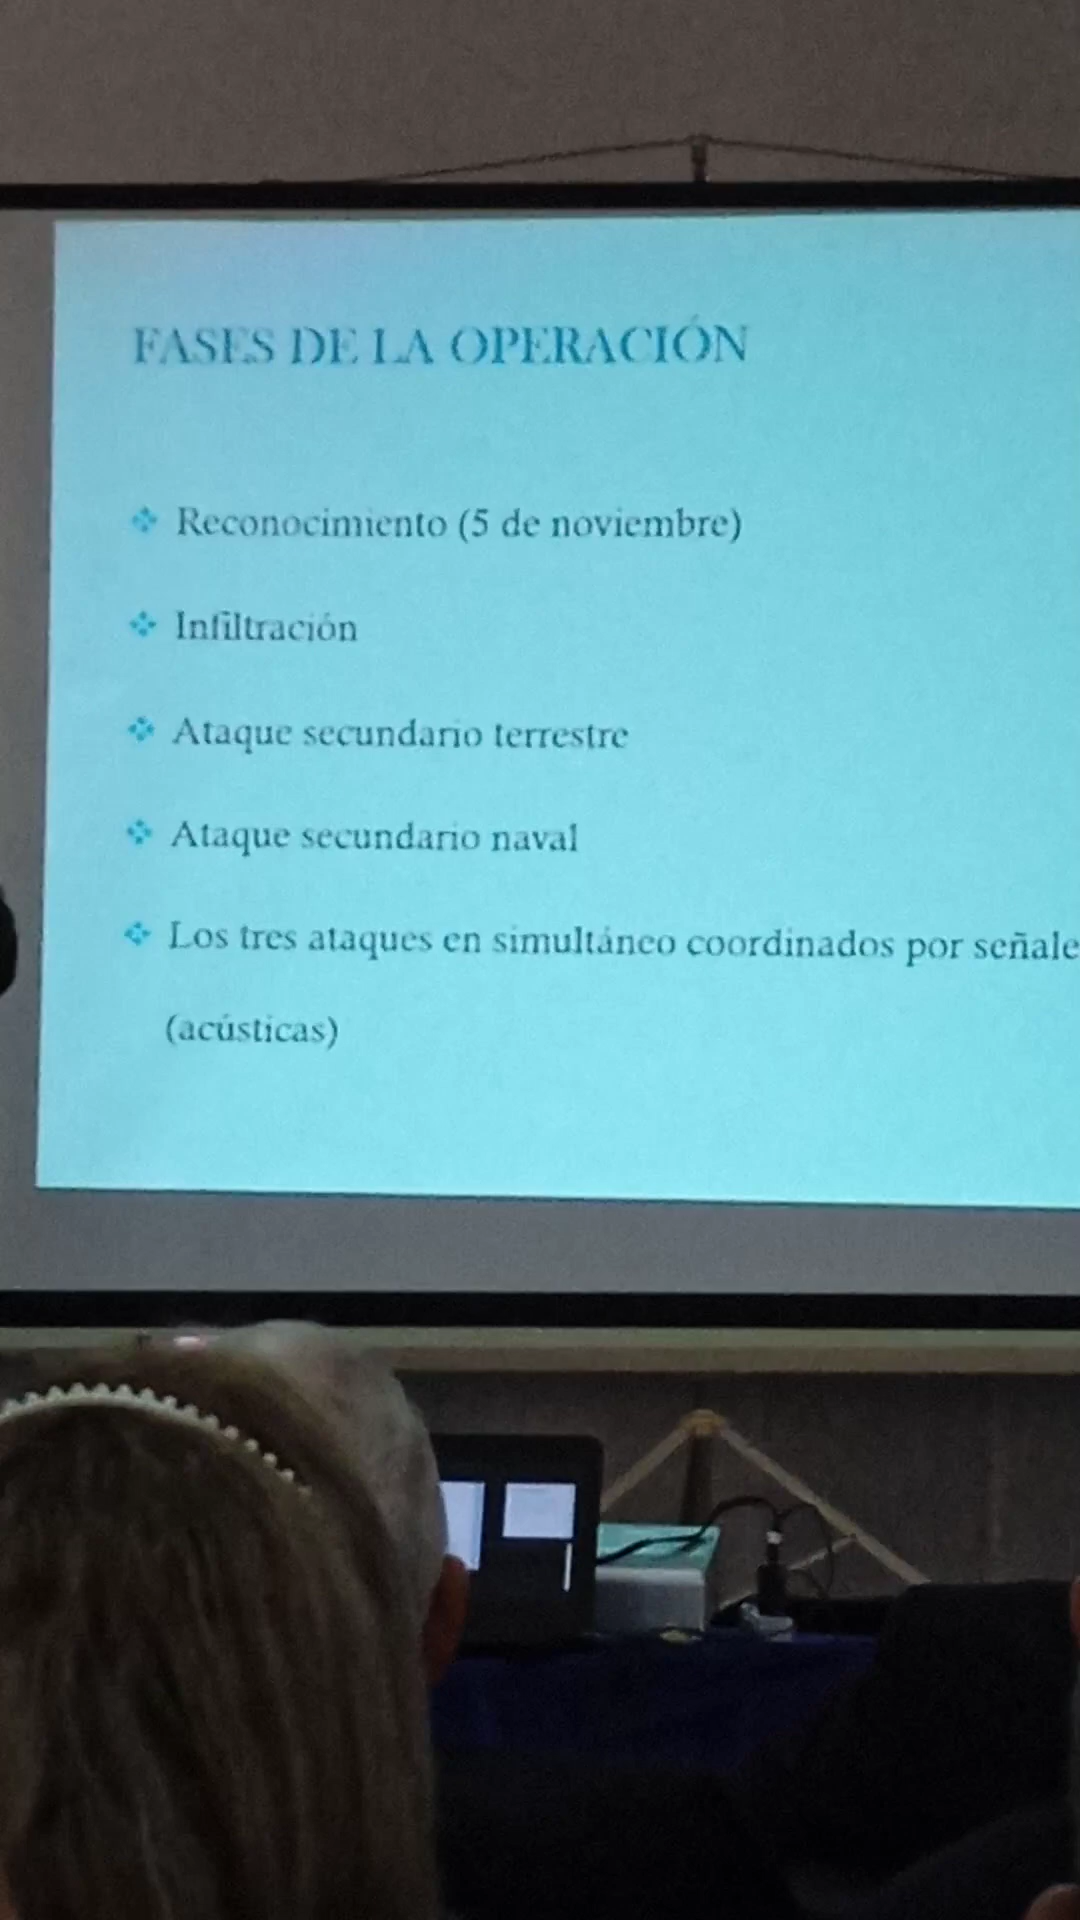 FASES DE LA OPERACIÓN
Reconocimiento (5 de noviembre)
Infiltración
Ataque secundario terrestre
Ataque secundario naval
Los tres ataques en simultáneo coordinados por señale
(acústicas)